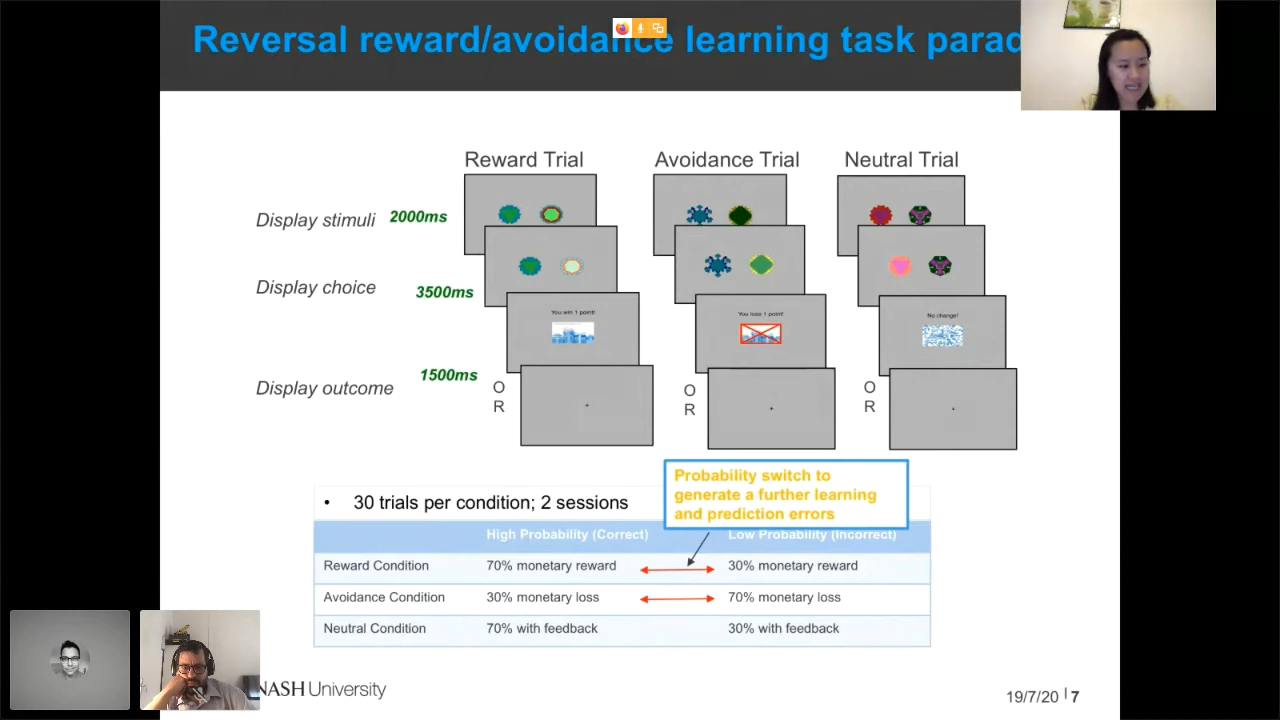 Reversal reward/avoidance learning task parad
Reward Trial
Avoidance Trial
Neutral Trial
Display stimuli
2000ms
Display choice
3500ms
You win 1 point!
You lose 1 point!
No change!
Display outcome
1500ms
O
R
O
R
O
R
Probability switch to
generate a further learning
and prediction errors
• 30 trials per condition; 2 sessions
High Probability (Correct)
Low Probability (Incorrect)
Reward Condition
70% monetary reward
30% monetary reward
Avoidance Condition
30% monetary loss
70% monetary loss
Neutral Condition
70% with feedback
30% with feedback
NASH University
19/7/20
7